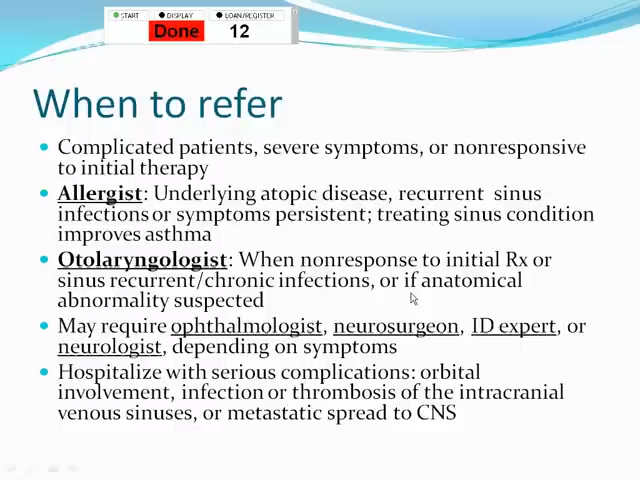 START DISPLAY LOAN/REGISTER
Done 12
When to refer
Complicated patients, severe symptoms, or nonresponsive
to initial therapy
Allergist: Underlying atopic disease, recurrent sinus
infections or symptoms persistent; treating sinus condition
improves asthma
Otolaryngologist: When nonresponse to initial Rx or
sinus recurrent/chronic infections, or if anatomical
abnormality suspected
May require ophthalmologist, neurosurgeon, ID expert, or
neurologist, depending on symptoms
Hospitalize with serious complications: orbital
involvement, infection or thrombosis of the intracranial
venous sinuses, or metastatic spread to CNS